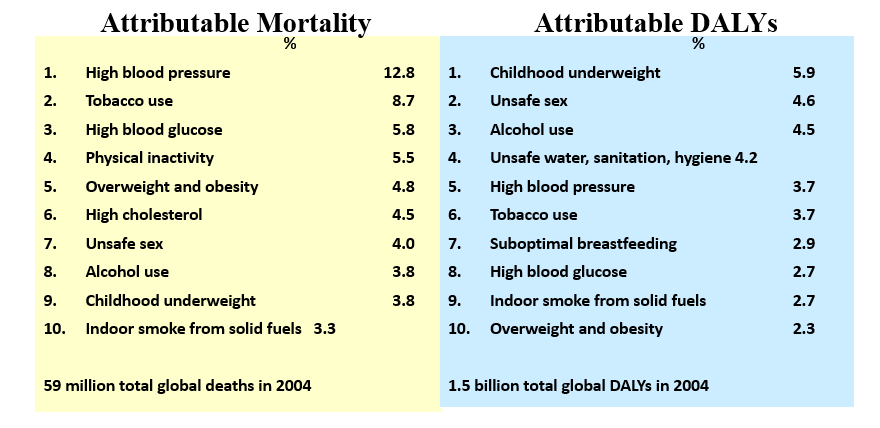 Attributable Mortality
%
1. High blood pressure 12.8
2. Tobacco use 8.7
3. High blood glucose 5.8
4. Physical inactivity 5.5
5. Overweight and obesity 4.8
6. High cholesterol 4.5
7. Unsafe sex 4.0
8. Alcohol use 3.8
9. Childhood underweight 3.8
10. Indoor smoke from solid fuels 3.3
59 million total global deaths in 2004
Attributable DALYs
%
1. Childhood underweight 5.9
2. Unsafe sex 4.6
3. Alcohol use 4.5
4. Unsafe water, sanitation, hygiene 4.2
5. High blood pressure 3.7
6. Tobacco use 3.7
7. Suboptimal breastfeeding 2.9
8. High blood glucose 2.7
9. Indoor smoke from solid fuels 2.7
10. Overweight and obesity 2.3
1.5 billion total global DALYs in 2004